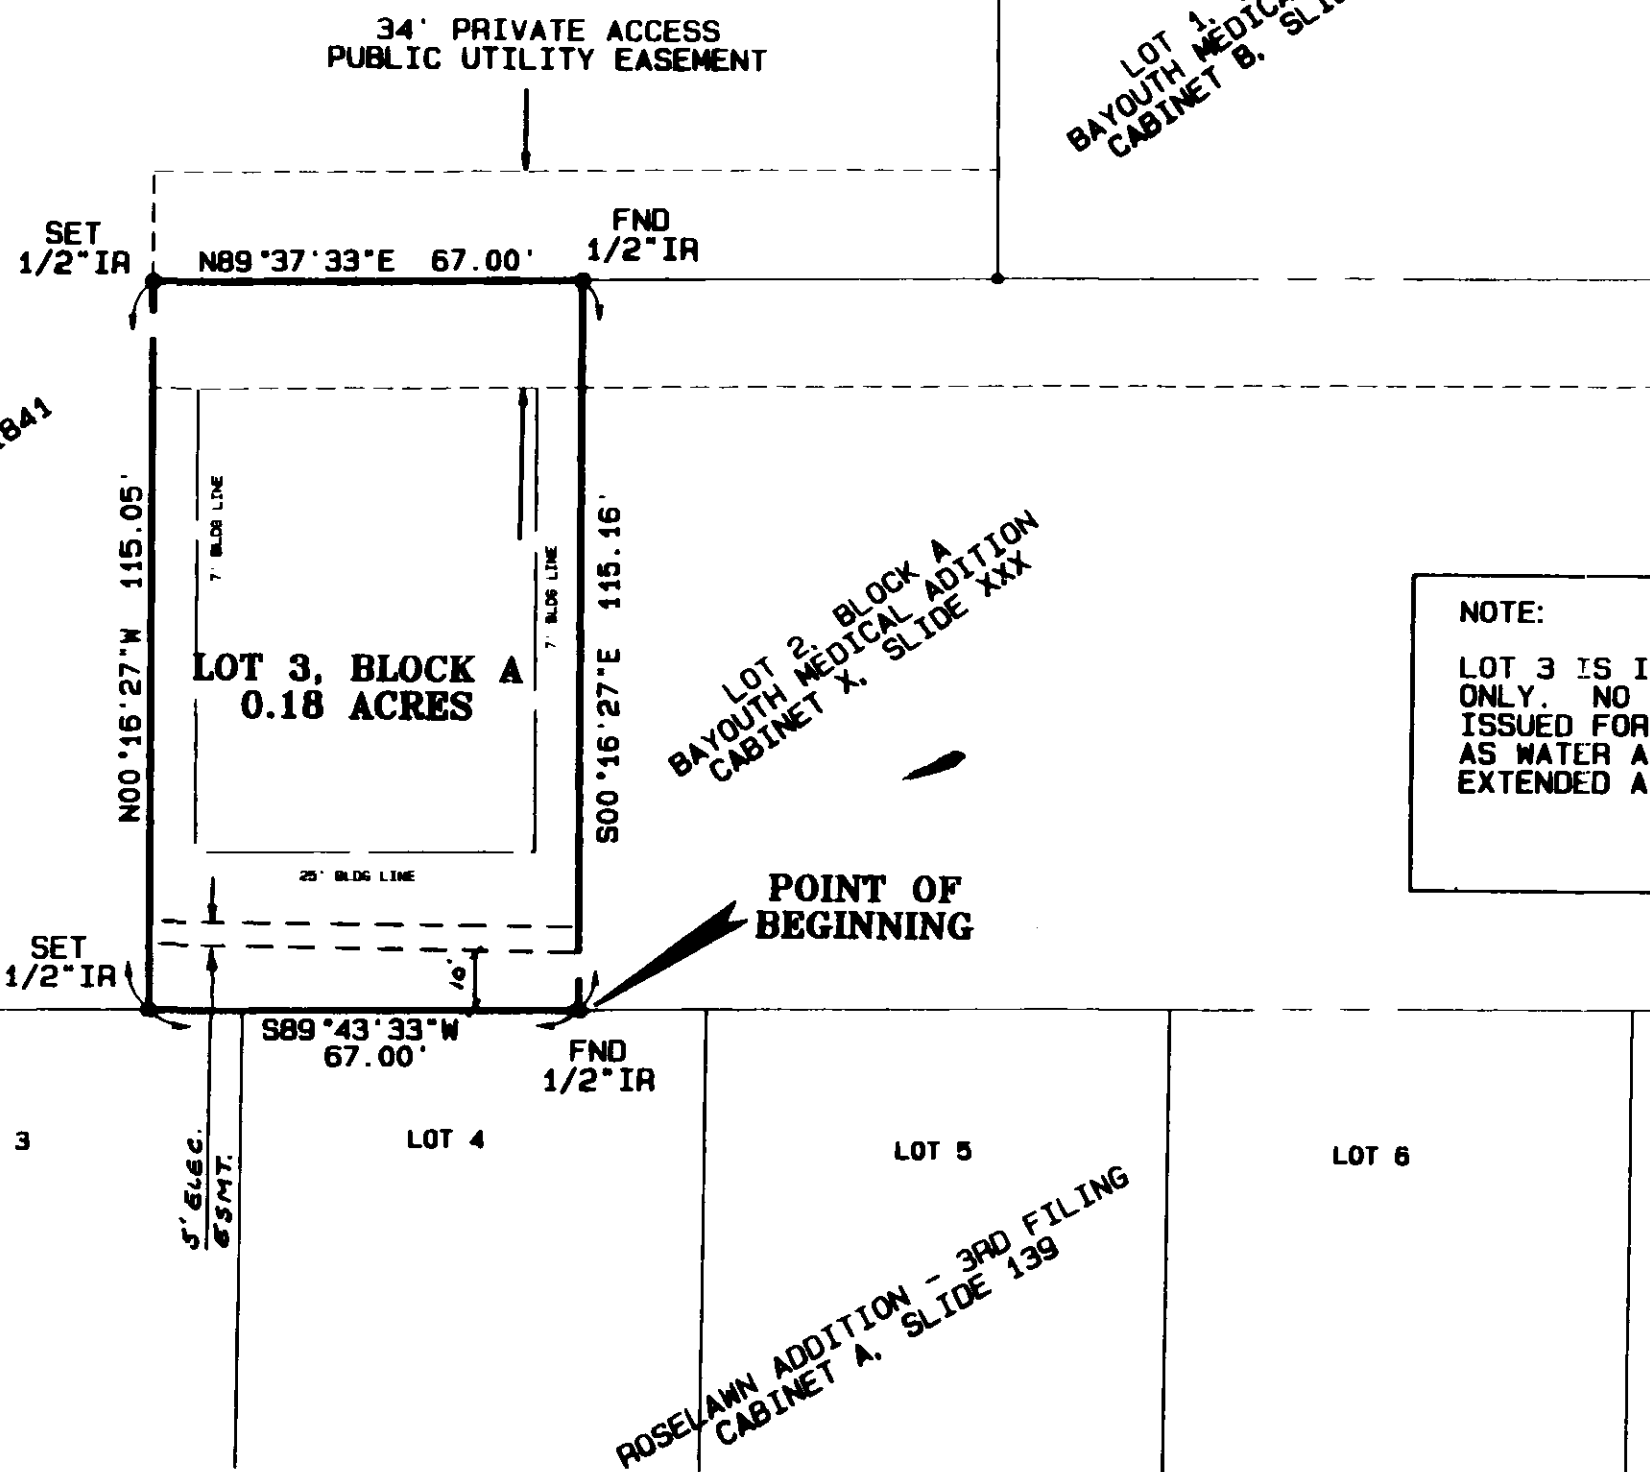 34' PRIVATE ACCESS
PUBLIC UTILITY EASEMENT
LOT 1,
BAYOUTH MEDICA
CABINET B,
SET
1/2"IR
N89°37'33"E 67.00'
FND
1/2"IR
841
N00°16'27"W 115.05'
7' BLDG LINE
7' BLDG LINE
S00°16'27"E 115.16'
LOT 3, BLOCK A
0.18 ACRES
LOT 2, BLOCK A
BAYOUTH MEDICAL ADITION
CABINET X, SLIDE XXX
NOTE:
LOT 3 IS I
ONLY. NO
ISSUED FOR
AS WATER A
EXTENDED A
25' BLDG LINE
POINT OF
BEGINNING
SET
1/2"IR
10'
S89°43'33"W
67.00'
FND
1/2"IR
5' ELEC.
ESMT.
3
LOT 4
LOT 5
LOT 6
ROSELAWN ADDITION - 3RD FILING
CABINET A, SLIDE 139